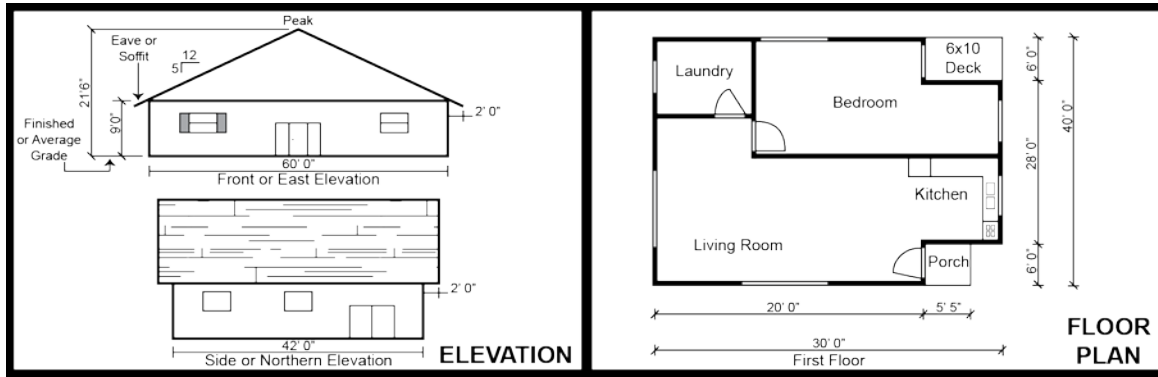 Peak
Eave or
Soffit
12
5
21'6"
9'0"
2' 0"
Finished
or Average
Grade
60' 0"
Front or East Elevation
2' 0"
42' 0"
Side or Northern Elevation
ELEVATION
6x10
Deck
Laundry
Bedroom
Kitchen
Living Room
Porch
6' 0"
28' 0"
40' 0"
6' 0"
20' 0"
5' 5"
30' 0"
First Floor
FLOOR
PLAN